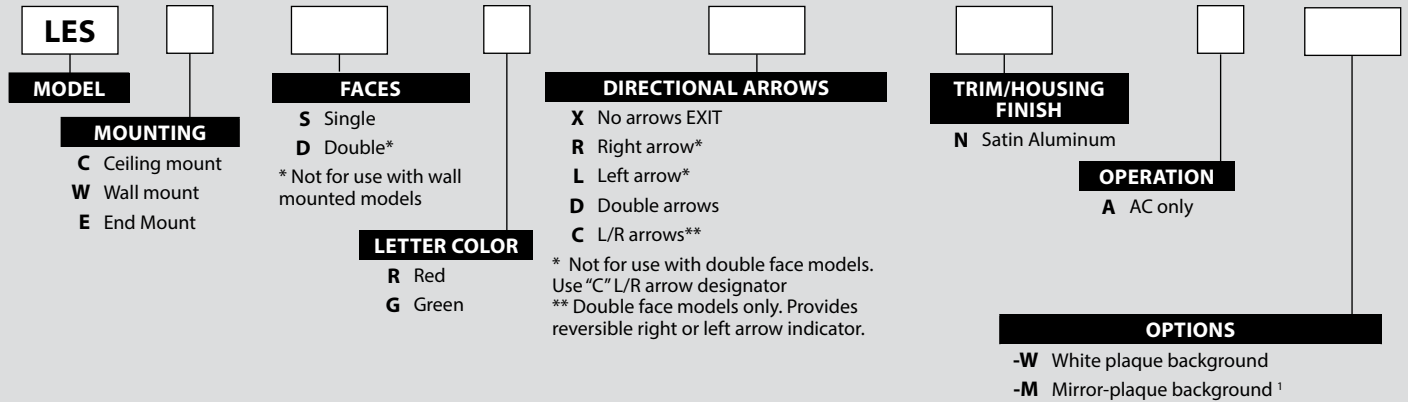 LES
MODEL
MOUNTING
C Ceiling mount
W Wall mount
E End Mount
FACES
S Single
D Double*
* Not for use with wall
mounted models
LETTER COLOR
R Red
G Green
DIRECTIONAL ARROWS
X No arrows EXIT
R Right arrow*
L Left arrow*
D Double arrows
C L/R arrows**
* Not for use with double face models.
Use “C” L/R arrow designator
** Double face models only. Provides
reversible right or left arrow indicator.
TRIM/HOUSING
FINISH
N Satin Aluminum
OPERATION
A AC only
OPTIONS
-W White plaque background
-M Mirror-plaque background ¹